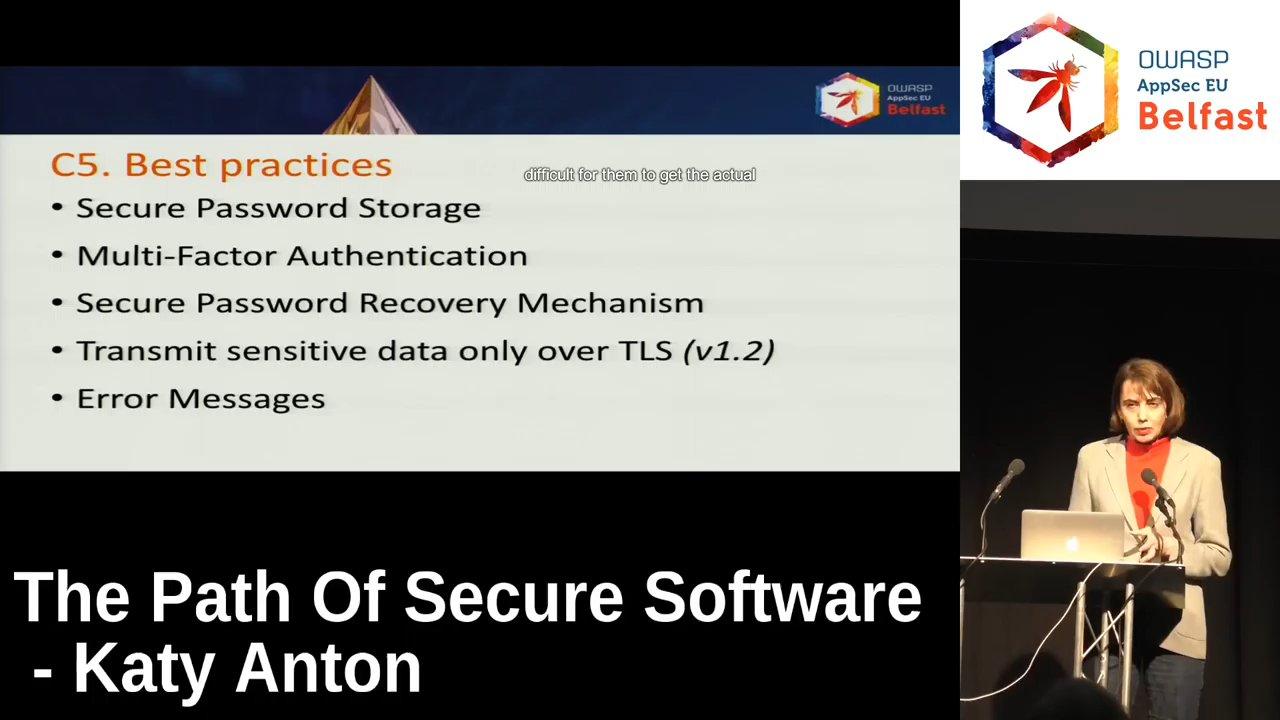 OWASP
AppSec EU
Belfast
C5. Best practices
difficult for them to get the actual
• Secure Password Storage
• Multi-Factor Authentication
• Secure Password Recovery Mechanism
• Transmit sensitive data only over TLS (v1.2)
• Error Messages
OWASP
AppSec EU
Belfast
The Path Of Secure Software
- Katy Anton